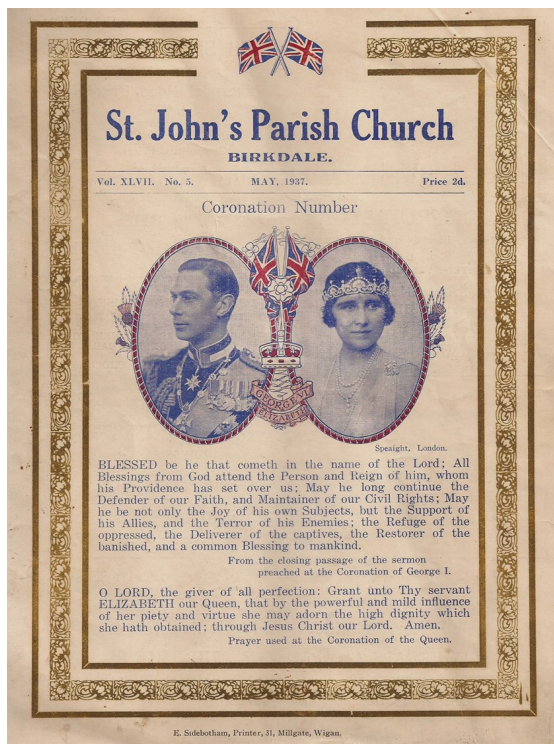 St. John's Parish Church
BIRKDALE.
Vol. XLVII. No. 5. MAY, 1937. Price 2d.
Coronation Number
GEORGE VI
ELIZABETH
Speaight, London.
BLESSED be he that cometh in the name of the Lord; All
Blessings from God attend the Person and Reign of him, whom
his Providence has set over us; May he long continue the
Defender of our Faith, and Maintainer of our Civil Rights; May
he be not only the Joy of his own Subjects, but the Support of
his Allies, and the Terror of his Enemies; the Refuge of the
oppressed, the Deliverer of the captives, the Restorer of the
banished, and a common Blessing to mankind.
From the closing passage of the sermon
preached at the Coronation of George I.
O LORD, the giver of all perfection: Grant unto Thy servant
ELIZABETH our Queen, that by the powerful and mild influence
of her piety and virtue she may adorn the high dignity which
she hath obtained; through Jesus Christ our Lord. Amen.
Prayer used at the Coronation of the Queen.
E. Sidebotham, Printer, 31, Millgate, Wigan.